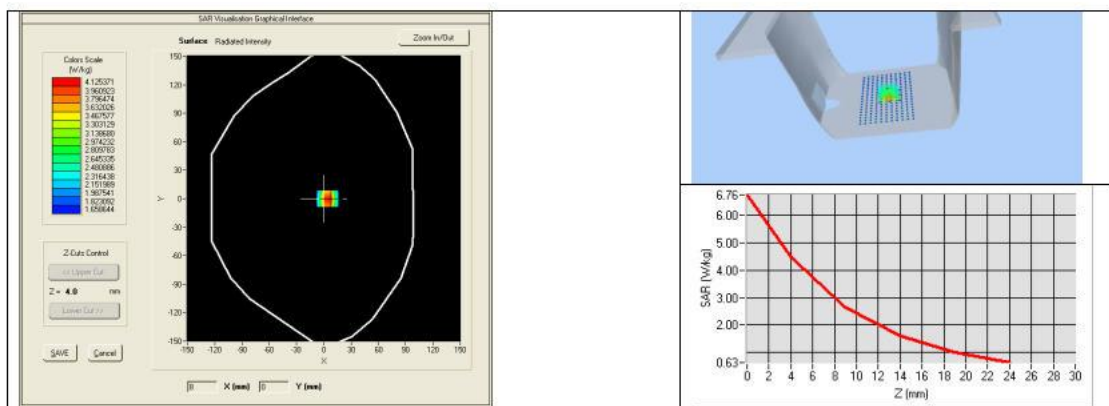 SAR Visualisation Graphical Interface
Surface Radiated Intensity
Zoom In/Out
Colors Scale
(W/kg)
4.125371
3.960923
3.796474
3.632026
3.467577
3.303129
3.138680
2.974232
2.809783
2.645335
2.480886
2.316438
2.151989
1.987541
1.823092
1.658644
Z-Cuts Control
<< Upper Cut
Z = 4.0 mm
Lower Cut >>
SAVE Cancel
150
120
90
60
30
0
-30
-60
-90
-120
-150
Y
-150 -120 -90 -60 -30 0 30 60 90 120 150
X
X (mm) 0 Y (mm)
6.76
6.00
5.00
4.00
3.00
2.00
0.63
SAR (W/kg)
0 2 4 6 8 10 12 14 16 18 20 22 24 26 28 30
Z (mm)